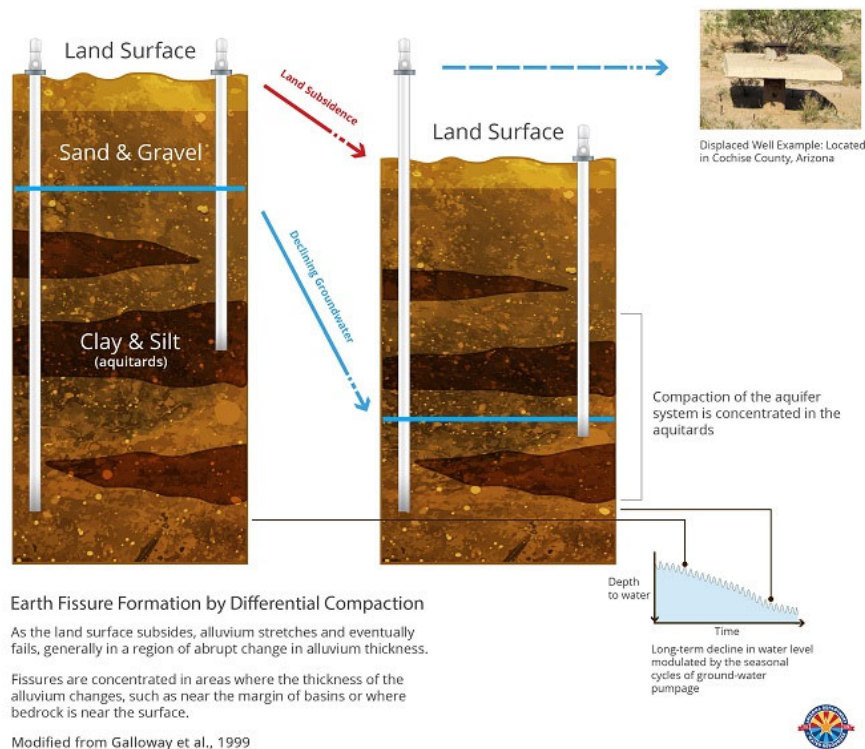 Land Surface
Land Subsidence
Land Surface
Sand & Gravel
Displaced Well Example: Located
in Cochise County, Arizona
Declining Groundwater
Clay & Silt
(aquitards)
Compaction of the aquifer
system is concentrated in the
aquitards
Depth
to water
Time
Long-term decline in water level
modulated by the seasonal
cycles of ground-water
pumpage
Earth Fissure Formation by Differential Compaction
As the land surface subsides, alluvium stretches and eventually
fails, generally in a region of abrupt change in alluvium thickness.
Fissures are concentrated in areas where the thickness of the
alluvium changes, such as near the margin of basins or where
bedrock is near the surface.
Modified from Galloway et al., 1999